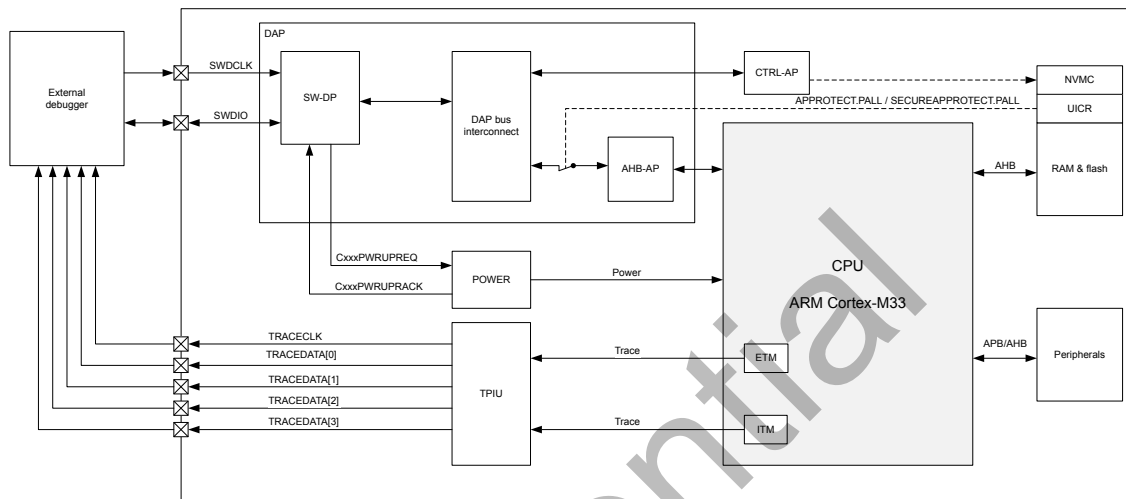 DAP
External
debugger
SWDCLK
SWDIO
SW-DP
DAP bus
interconnect
CTRL-AP
NVMC
APPROTECT.PALL / SECUREAPPROTECT.PALL
UICR
AHB-AP
AHB
RAM & flash
CxxxPWRUPREQ
CxxxPWRUPRACK
POWER
Power
CPU
ARM Cortex-M33
TRACECLK
TRACEDATA[0]
TRACEDATA[1]
TRACEDATA[2]
TRACEDATA[3]
TPIU
Trace
ETM
Trace
ITM
APB/AHB
Peripherals
ential